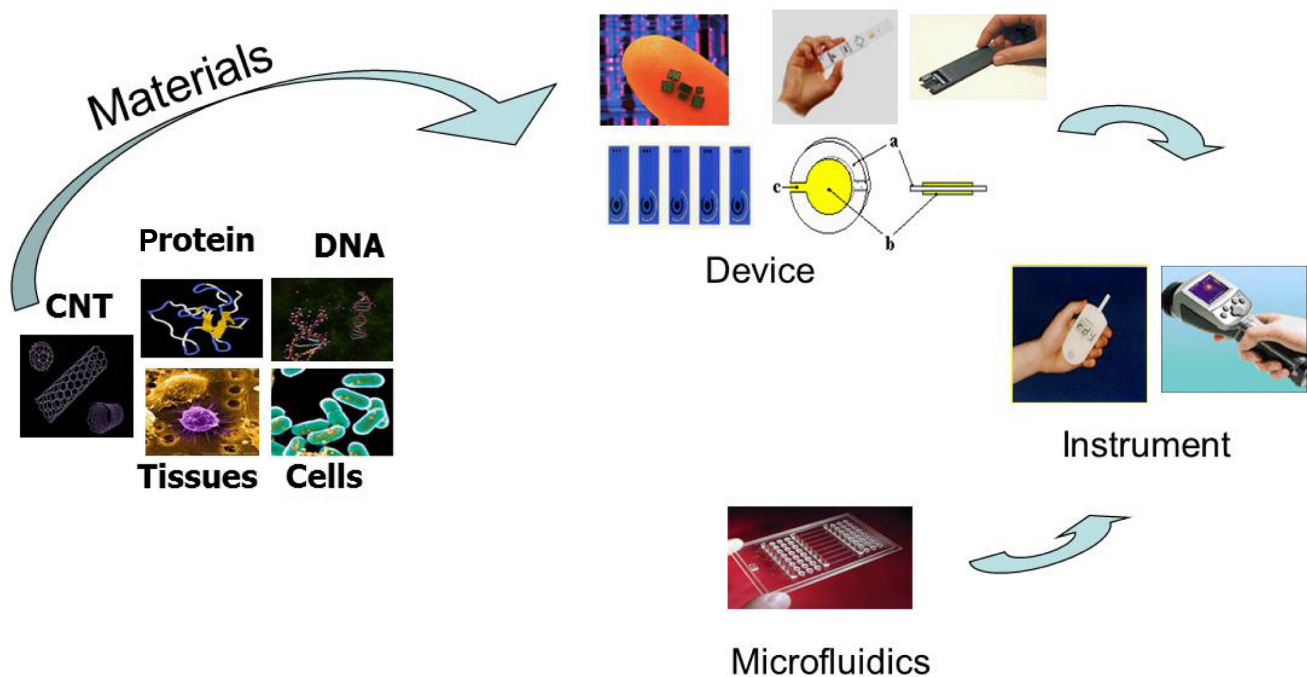 Materials
Protein
DNA
CNT
Tissues
Cells
a
c
b
Device
Instrument
Microfluidics